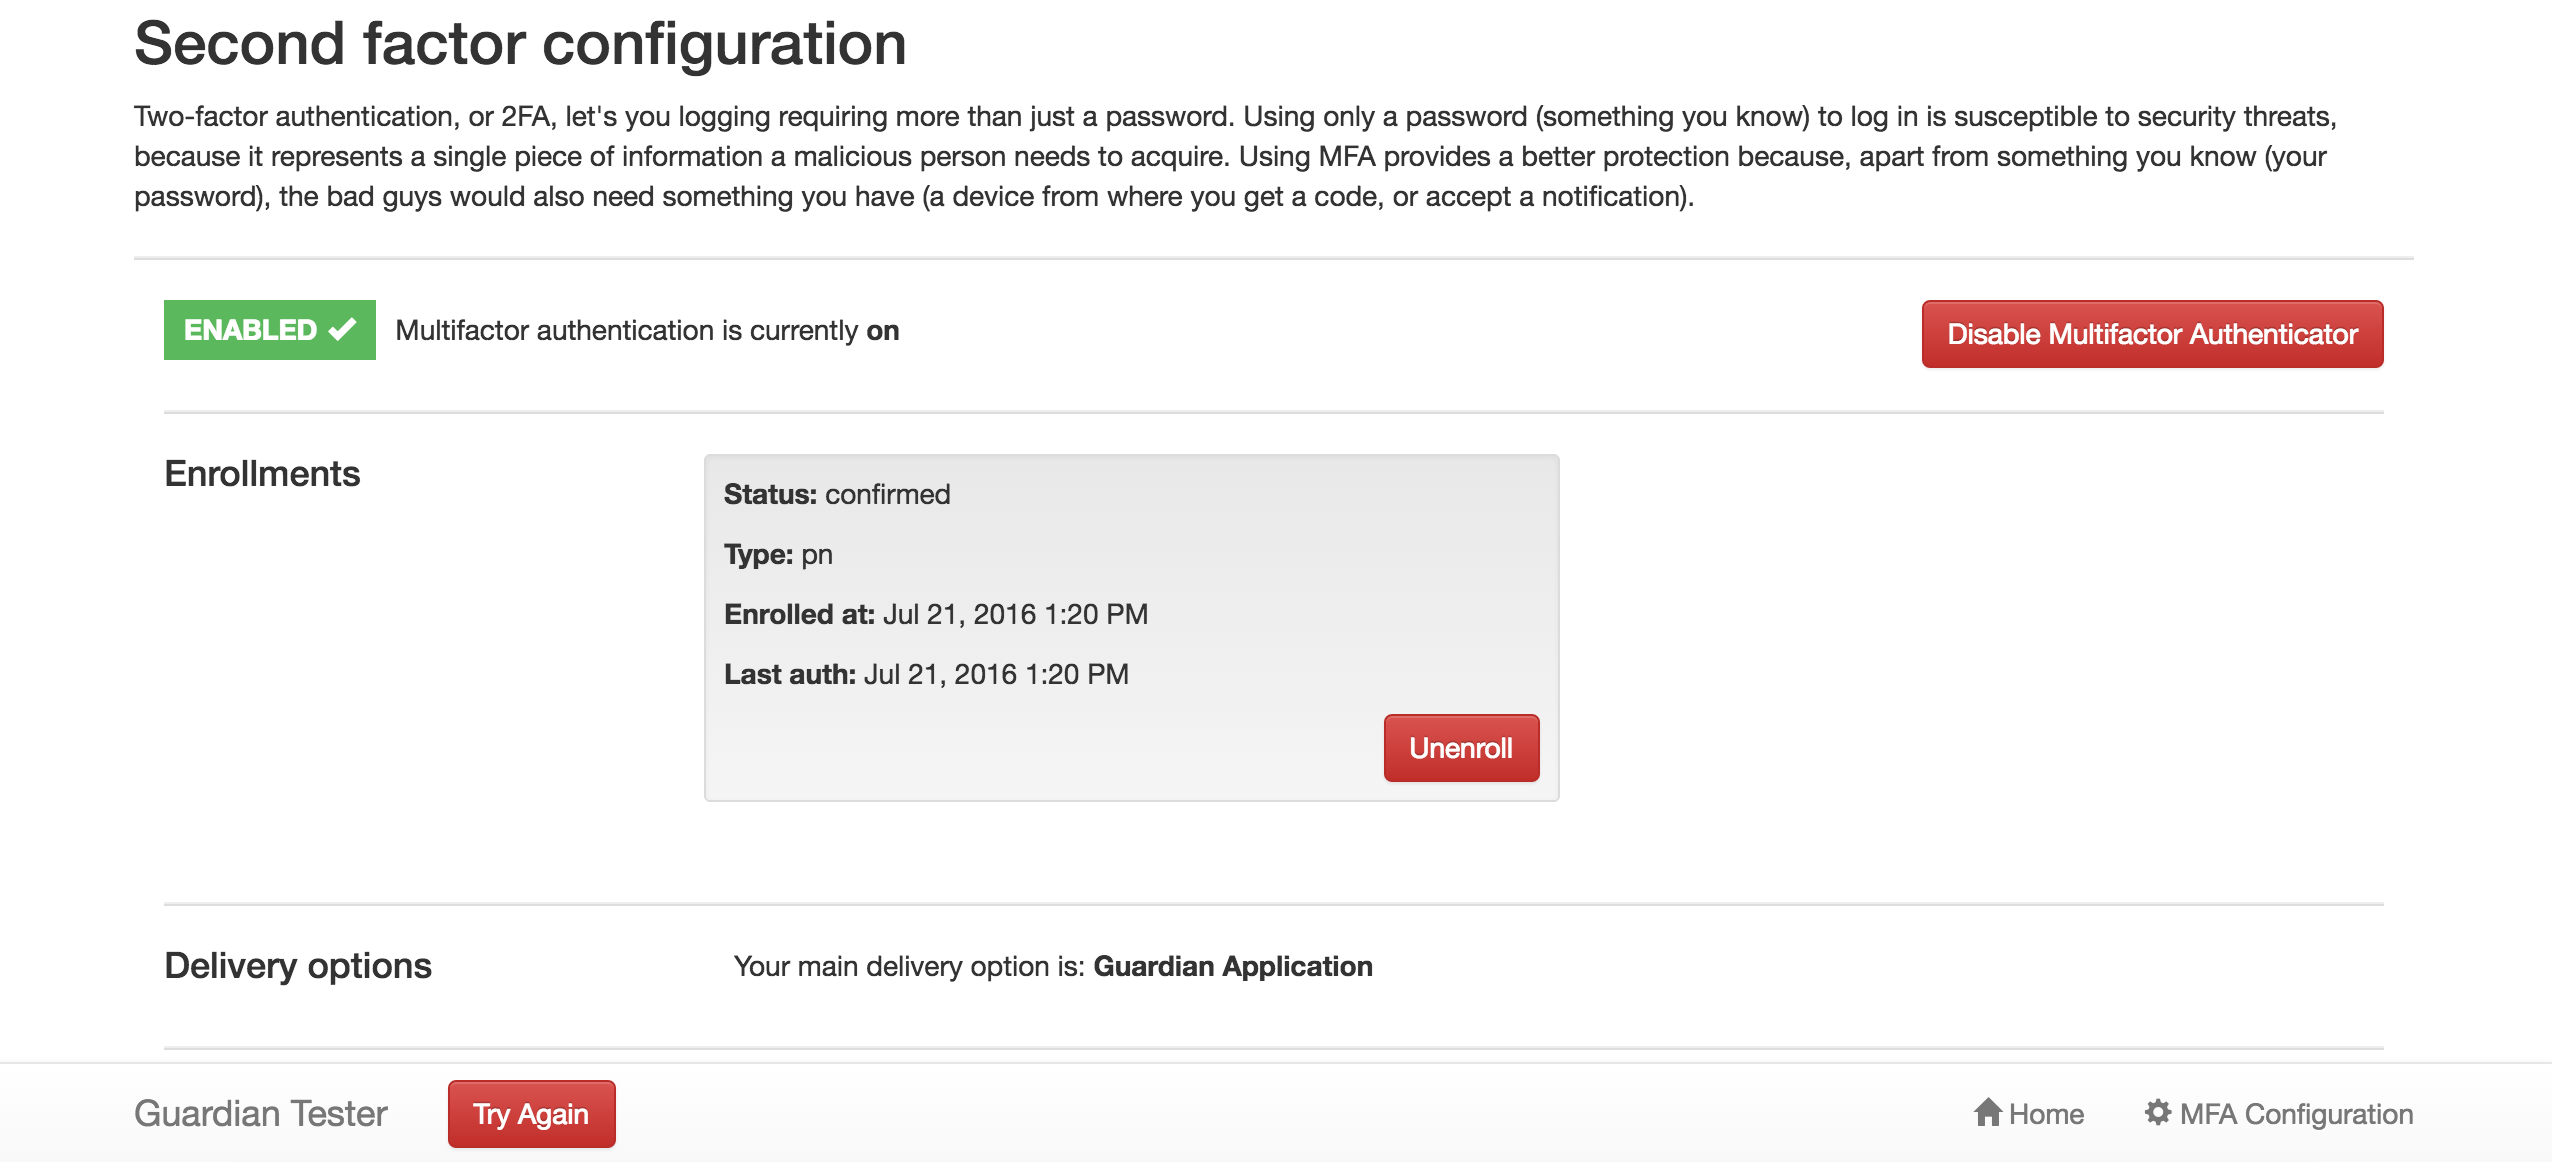 Second factor configuration
Two-factor authentication, or 2FA, let's you logging requiring more than just a password. Using only a password (something you know) to log in is susceptible to security threats,
because it represents a single piece of information a malicious person needs to acquire. Using MFA provides a better protection because, apart from something you know (your
password), the bad guys would also need something you have (a device from where you get a code, or accept a notification).
ENABLED Multifactor authentication is currently on
Disable Multifactor Authenticator
Enrollments
Status: confirmed
Type: pn
Enrolled at: Jul 21, 2016 1:20 PM
Last auth: Jul 21, 2016 1:20 PM
Unenroll
Delivery options
Your main delivery option is: Guardian Application
Guardian Tester
Try Again
Home
MFA Configuration